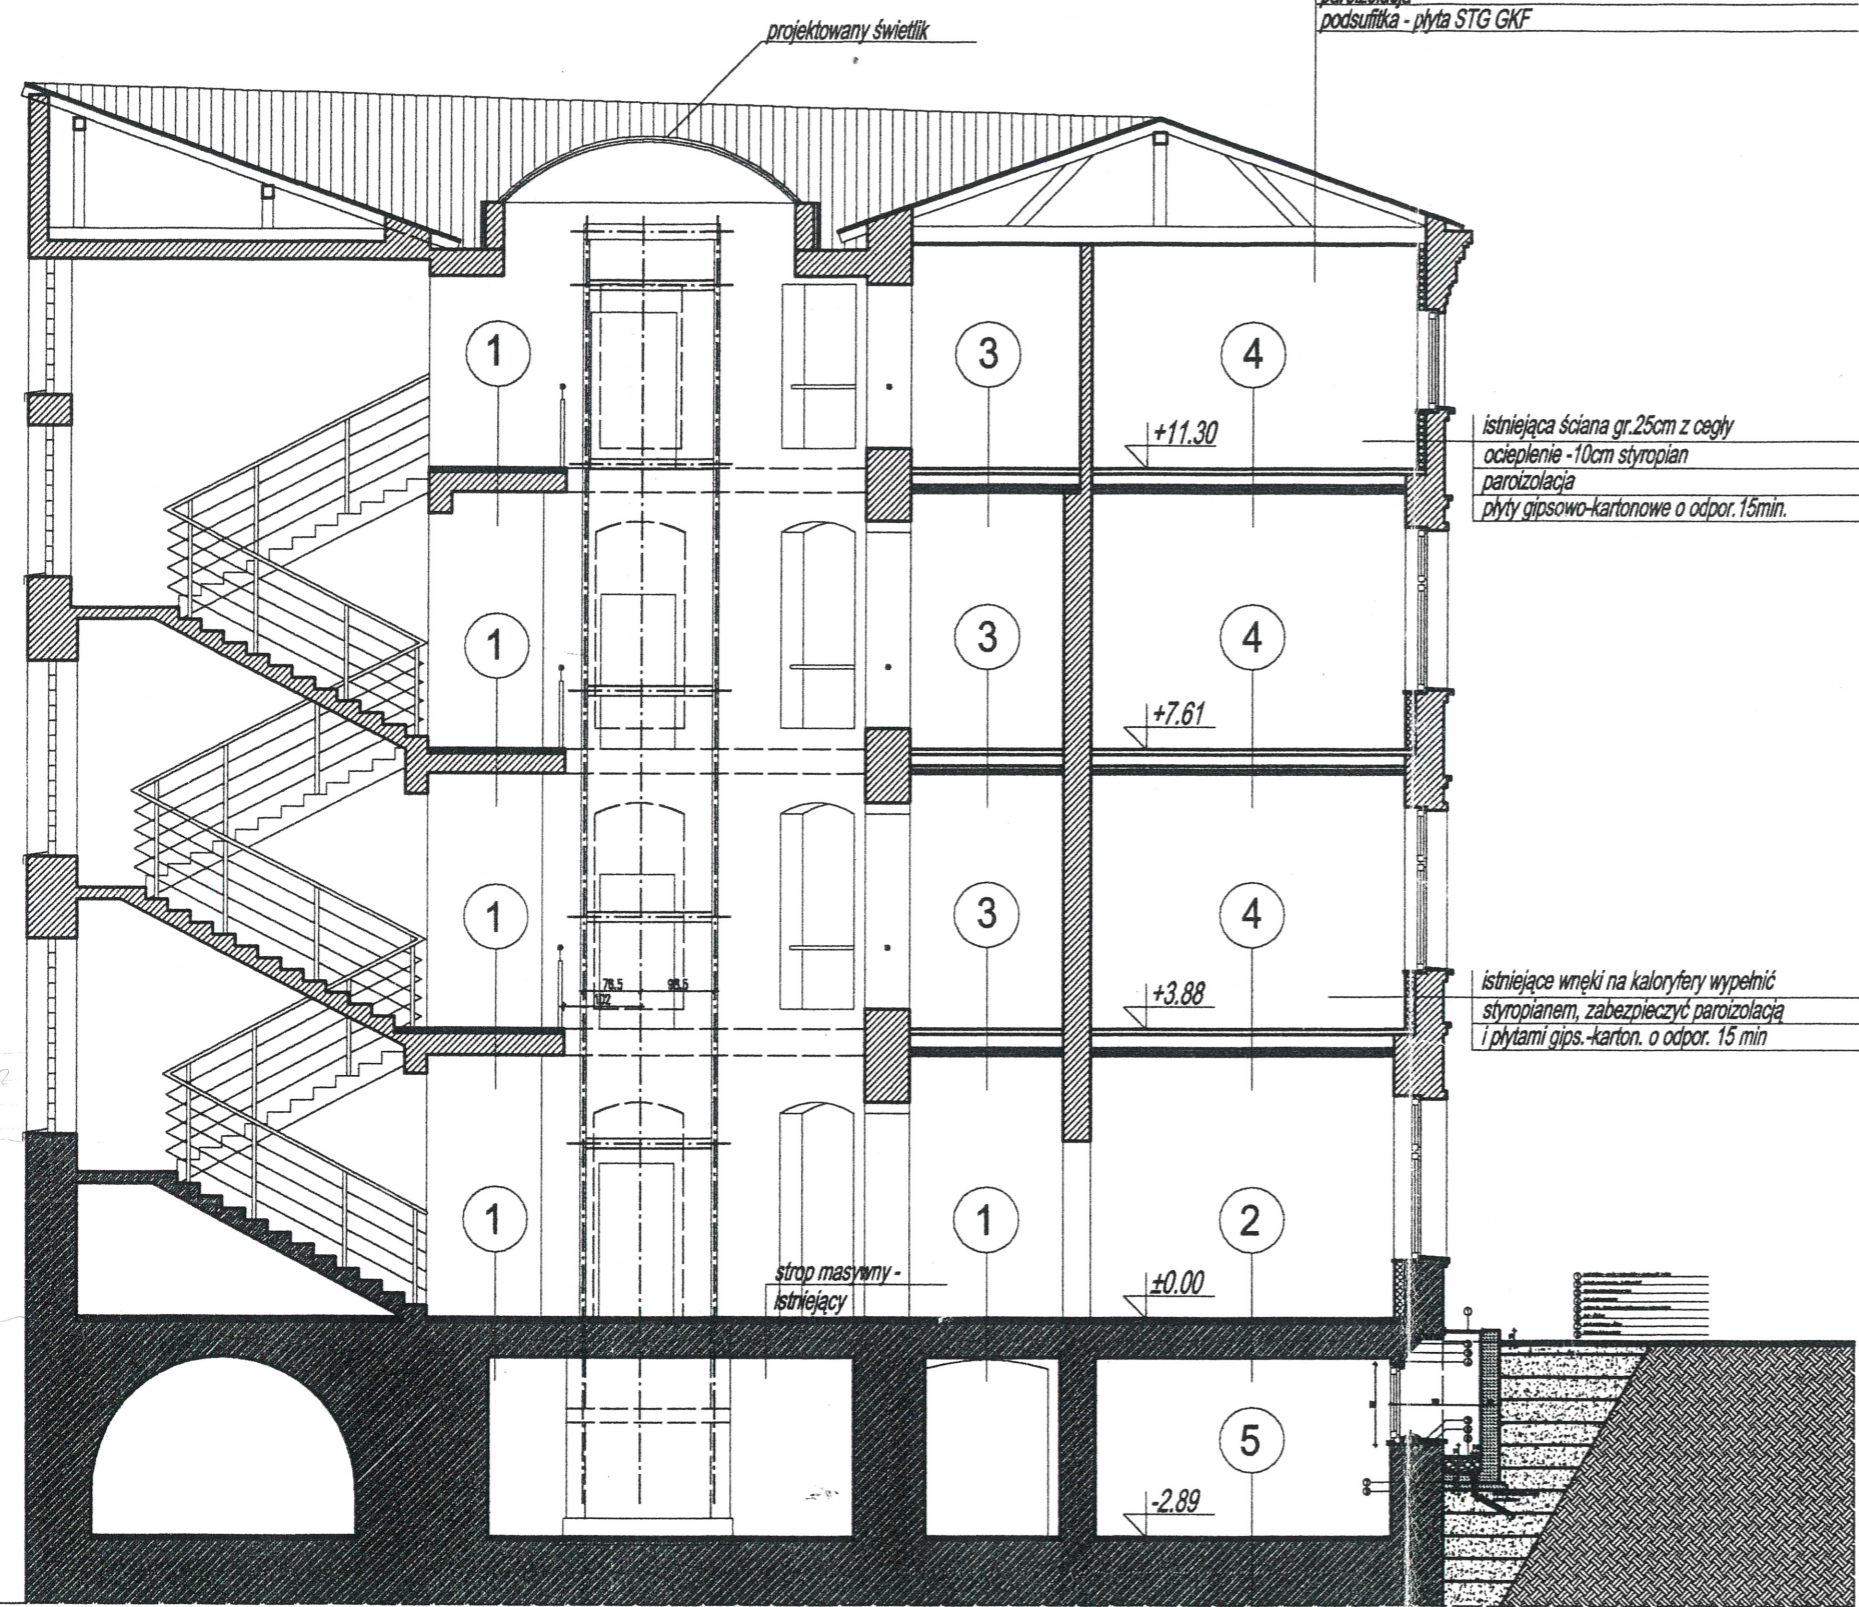 podsufitka - płyta STG GKF
projektowany świetlik
1
3
4
+11.30
istniejąca ściana gr.25cm z cegły
ocieplenie -10cm styropian
paroizolacja
płyty gipsowo-kartonowe o odpor.15min.
1
3
4
+7.61
1
3
4
76.5
102
+3.88
istniejące wnęki na kaloryfery wypełnić
styropianem, zabezpieczyć paroizolacją
i płytami gips.-karton. o odpor. 15 min
1
1
2
strop masywny -
istniejący
±0.00
5
-2.89